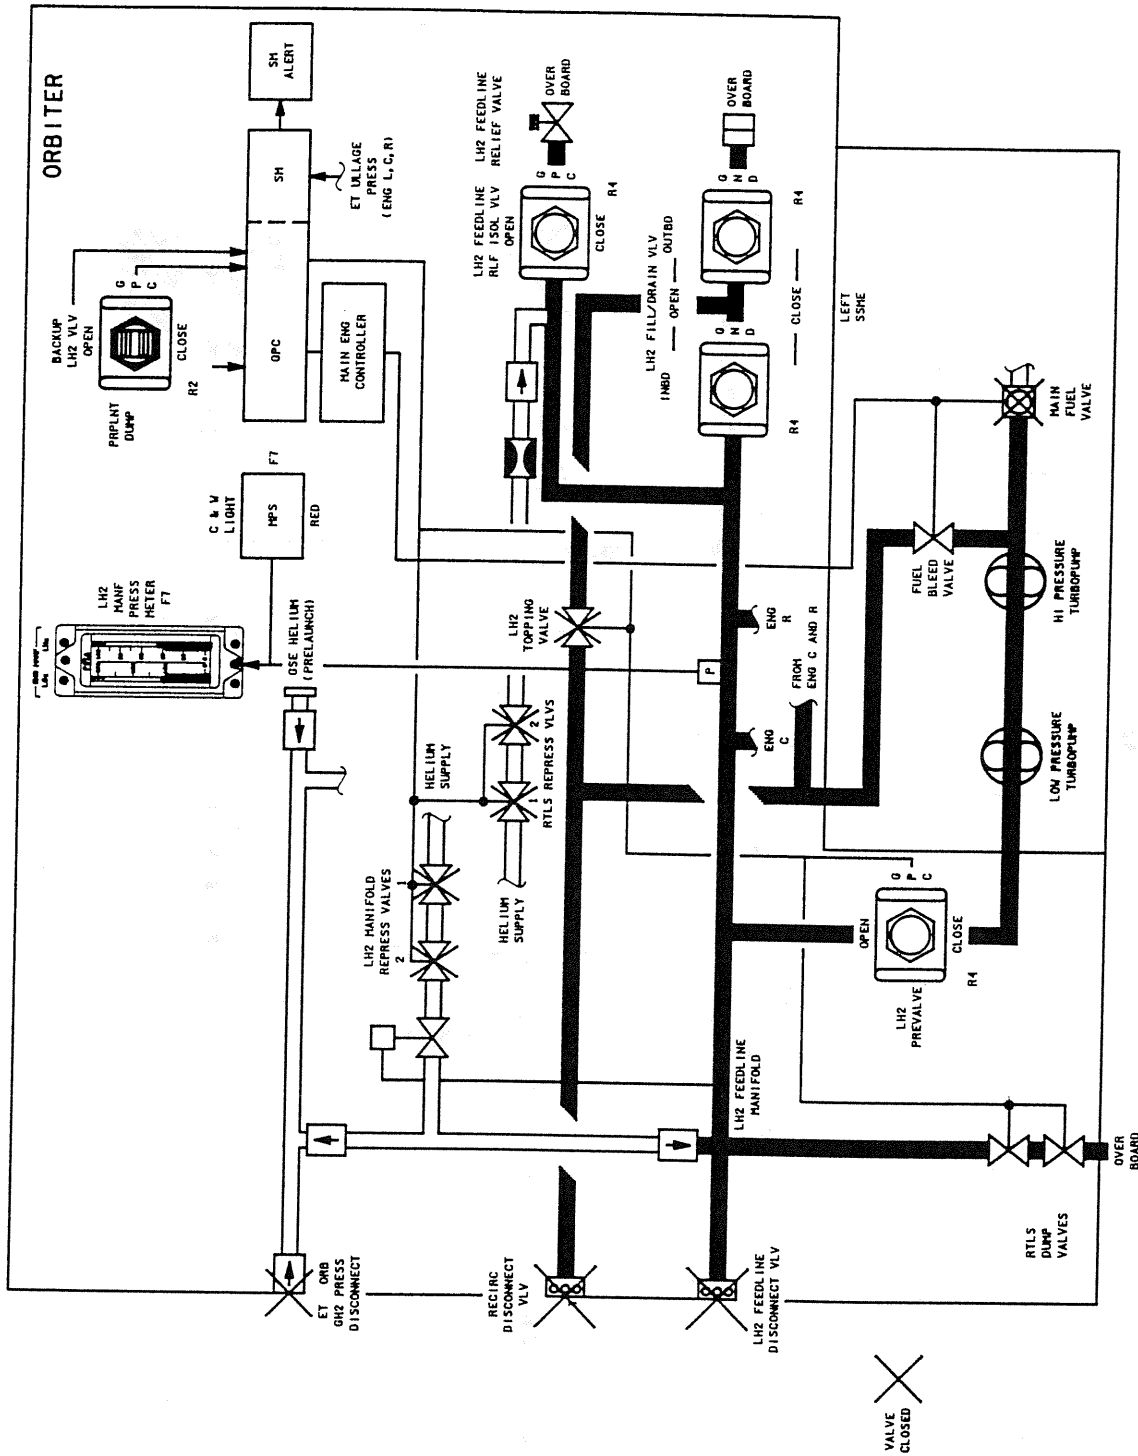 ORBITER
SM
ALERT
SM
GPC
ET ULLAGE
PRESS
(ENG L,C,R)
BACKUP
LH2 VLV
OPEN
G
P
C
CLOSE
R2
PRPLNT
DUMP
MAIN ENG
CONTROLLER
C & W
LIGHT
MPS
F7
RED
LH2
MANF
PRESS
METER
F7
GSE HELIUM
(PRELAUNCH)
LH2 FEEDLINE
RELIEF VALVE
OVER
BOARD
LH2 FEEDLINE
RLF ISOL VLV
OPEN
G
P
C
CLOSE
R4
LH2 FILL/DRAIN VLV
INBD
OPEN
OUTBD
G
N
D
OVER
BOARD
R4
G
N
D
CLOSE
R4
LEFT
SSME
MAIN
FUEL
VALVE
FUEL
BLEED
VALVE
HI PRESSURE
TURBOPUMP
LH2
TOPPING
VALVE
ENG
R
P
ENG
C
FROM
ENG C AND R
LOW PRESSURE
TURBOPUMP
HELIUM
SUPPLY
2
1
RTLS REPRESS VLVS
HELIUM
SUPPLY
LH2 MANIFOLD
REPRESS VALVES
1
2
OPEN
G
P
C
CLOSE
R4
LH2
PREVALVE
LH2 FEEDLINE
MANIFOLD
OVER
BOARD
RTLS
DUMP
VALVES
ET ORB
GH2 PRESS
DISCONNECT
RECIRC
DISCONNECT
VLV
LH2 FEEDLINE
DISCONNECT VLV
VALVE
CLOSED